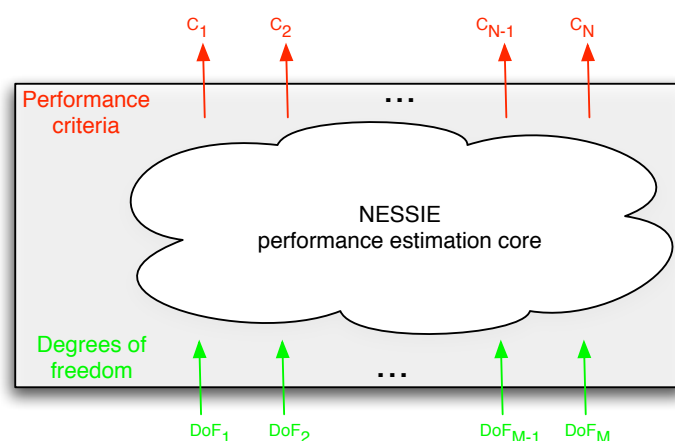 C1 C2 CN-1 CN
Performance
criteria
...
NESSIE
performance estimation core
Degrees of
freedom
...
DoF1 DoF2 DoFM-1 DoFM